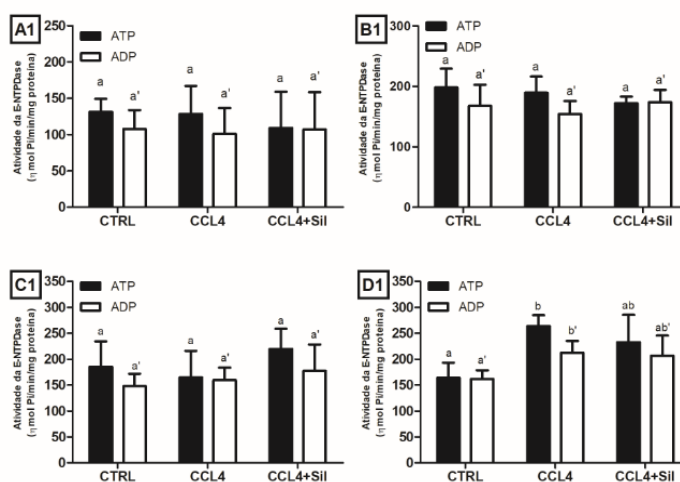 A1
ATP
ADP
Atividade da E-NTPDase
(ηmol Pi/min/mg proteína)
250
200
150
100
50
0
a
a'
a
a'
a
a'
CTRL
CCL4
CCL4+Sil
B1
ATP
ADP
Atividade da E-NTPDase
(ηmol Pi/min/mg proteína)
300
200
100
0
a
a'
a
a'
a
a'
CTRL
CCL4
CCL4+Sil
C1
ATP
ADP
Atividade da E-NTPDase
(ηmol Pi/min/mg proteína)
350
300
250
200
150
100
50
0
a
a'
a
a'
a
a'
CTRL
CCL4
CCL4+Sil
D1
ATP
ADP
Atividade da E-NTPDase
(ηmol Pi/min/mg proteína)
350
300
250
200
150
100
50
0
a
a'
b
b'
ab
ab'
CTRL
CCL4
CCL4+Sil